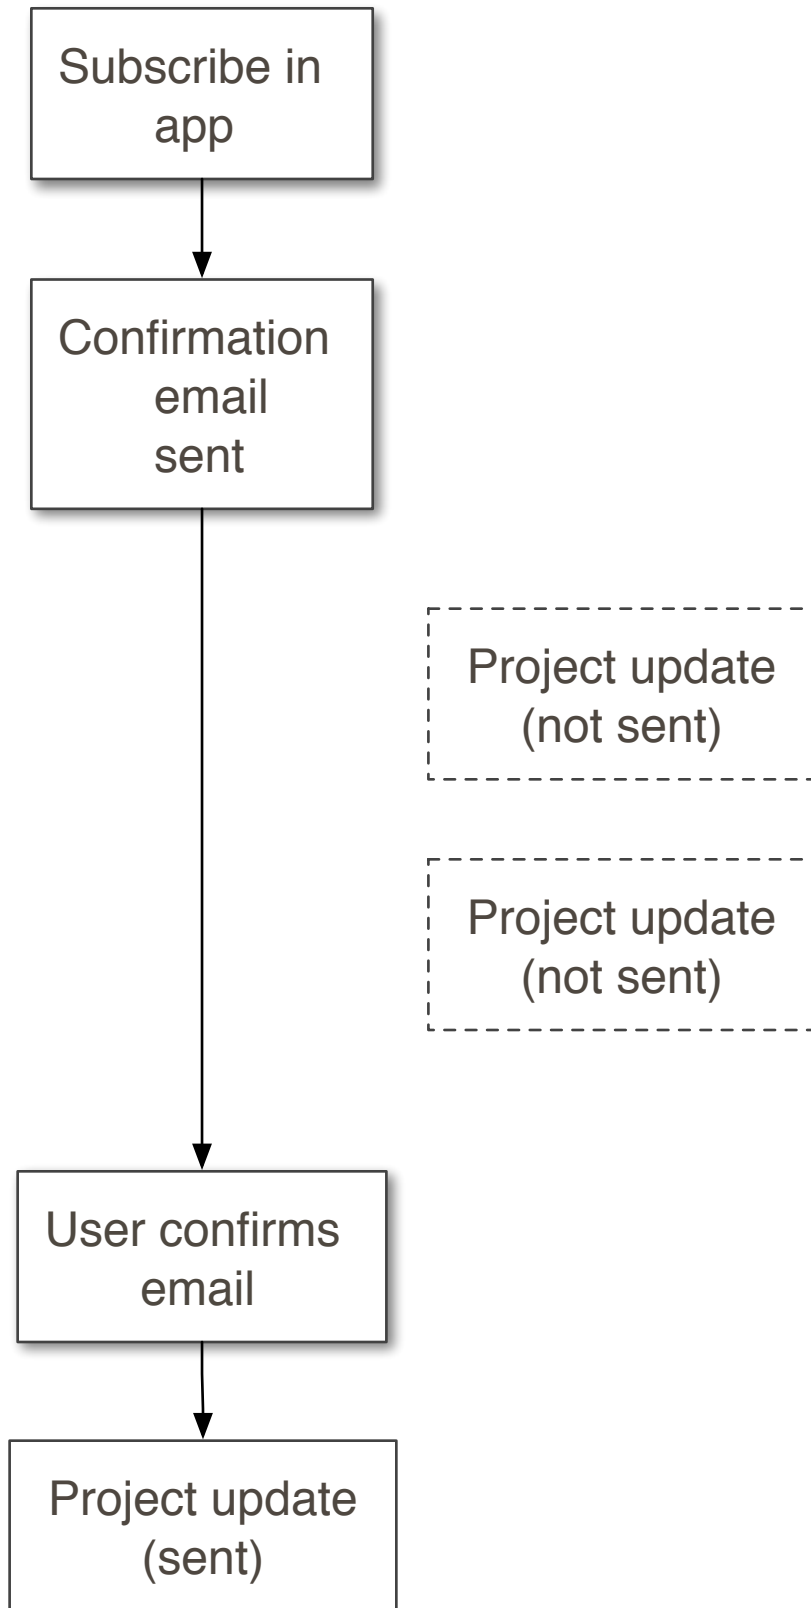 Subscribe in
app
Confirmation
email
sent
Project update
(not sent)
Project update
(not sent)
User confirms
email
Project update
(sent)